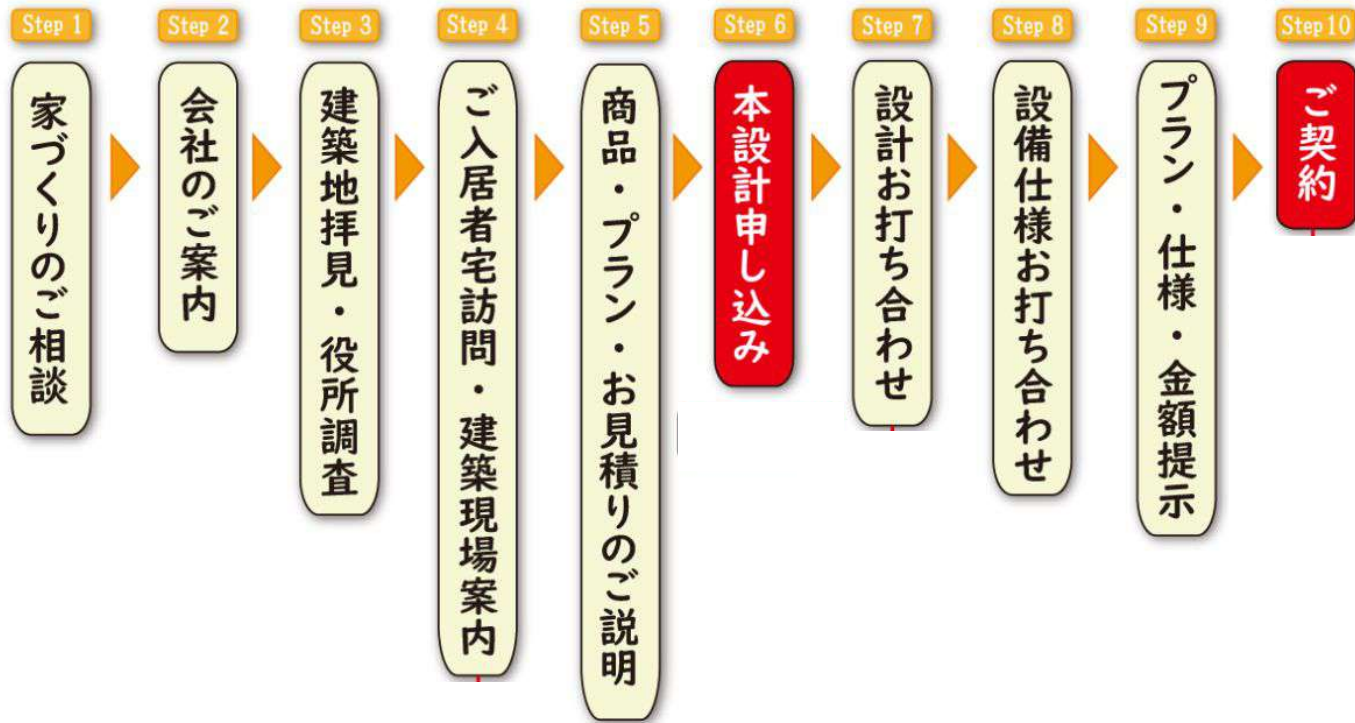 Step 1
家づくりのご相談
Step 2
会社のご案内
Step 3
建築地拝見・役所調査
Step 4
ご入居者宅訪問・建築現場案内
Step 5
商品・プラン・お見積りのご説明
Step 6
本設計申し込み
Step 7
設計お打ち合わせ
Step 8
設備仕様お打ち合わせ
Step 9
プラン・仕様・金額提示
Step10
ご契約